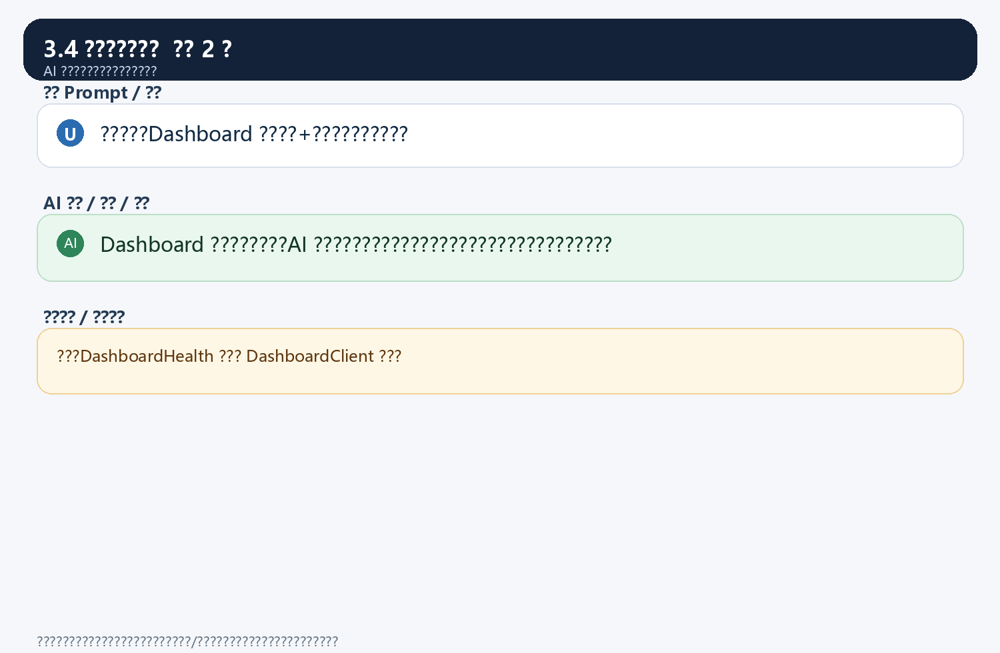 3.4 ???????  ?? 2 ?
AI ???????????????
?? Prompt / ??
U ?????Dashboard ????+??????????
AI ?? / ?? / ??
AI Dashboard ????????AI ???????????????????????????????
???? / ????
???DashboardHealth ??? DashboardClient ???
????????????????????????/??????????????????????